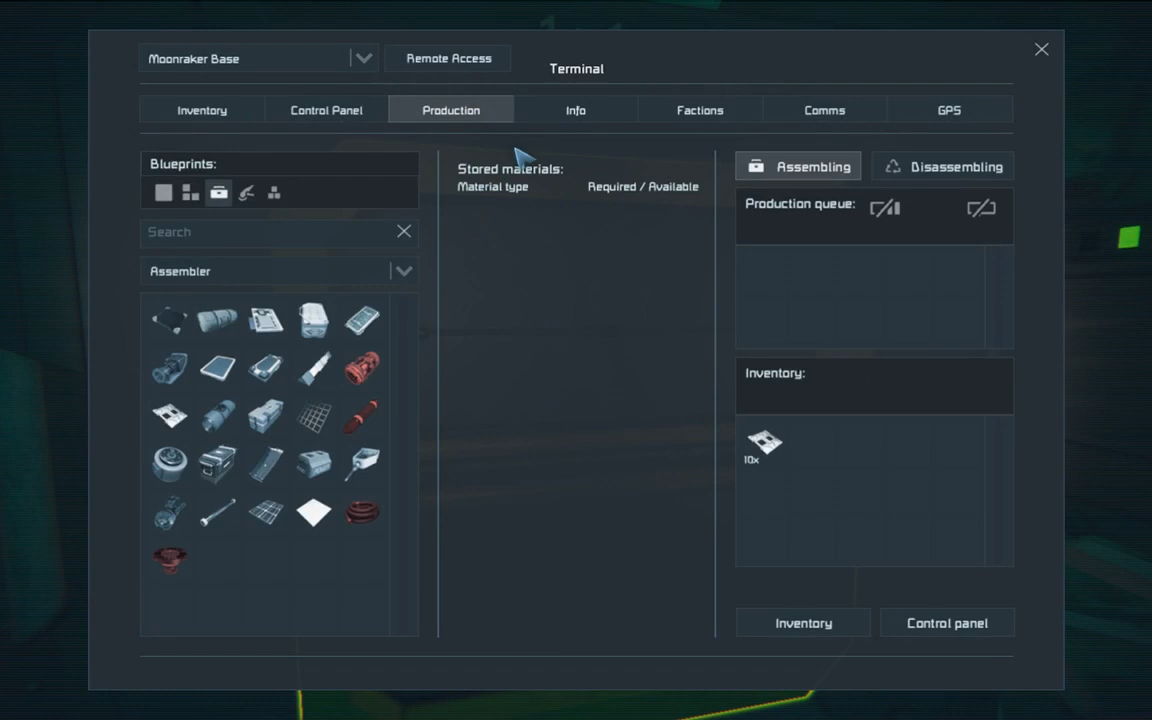 Moonraker Base
Remote Access
Terminal
Inventory
Control Panel
Production
Info
Factions
Comms
GPS
Blueprints:
Search
Assembler
Stored materials:
Material type
Required / Available
Assembling
Disassembling
Production queue:
Inventory:
10x
Inventory
Control panel